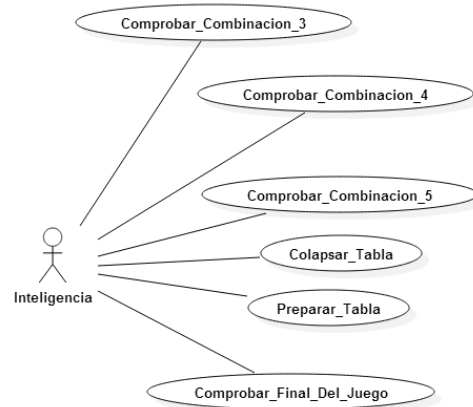 Comprobar_Combinacion_3
Comprobar_Combinacion_4
Comprobar_Combinacion_5
Colapsar_Tabla
Inteligencia
Preparar_Tabla
Comprobar_Final_Del_Juego